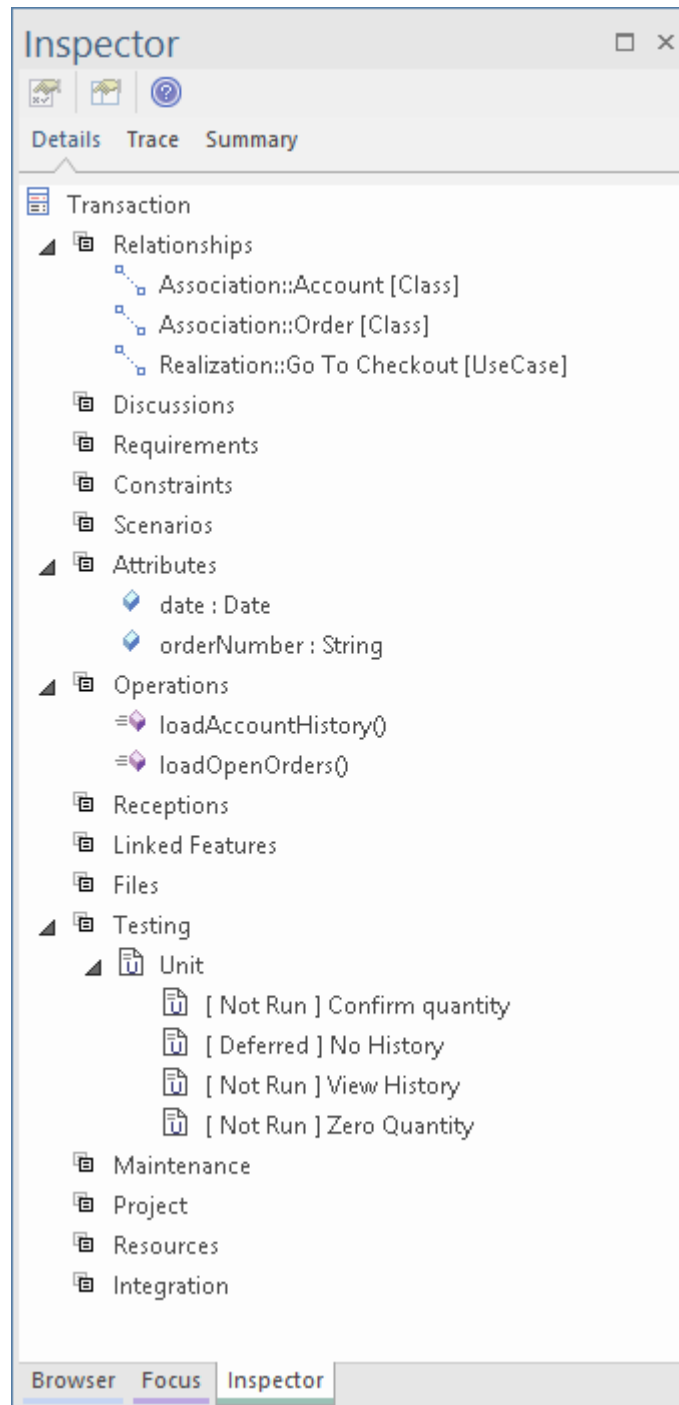 Inspector
Details Trace Summary
Transaction
Relationships
Association::Account [Class]
Association::Order [Class]
Realization::Go To Checkout [UseCase]
Discussions
Requirements
Constraints
Scenarios
Attributes
date : Date
orderNumber : String
Operations
loadAccountHistory()
loadOpenOrders()
Receptions
Linked Features
Files
Testing
Unit
[ Not Run ] Confirm quantity
[ Deferred ] No History
[ Not Run ] View History
[ Not Run ] Zero Quantity
Maintenance
Project
Resources
Integration
Browser Focus Inspector